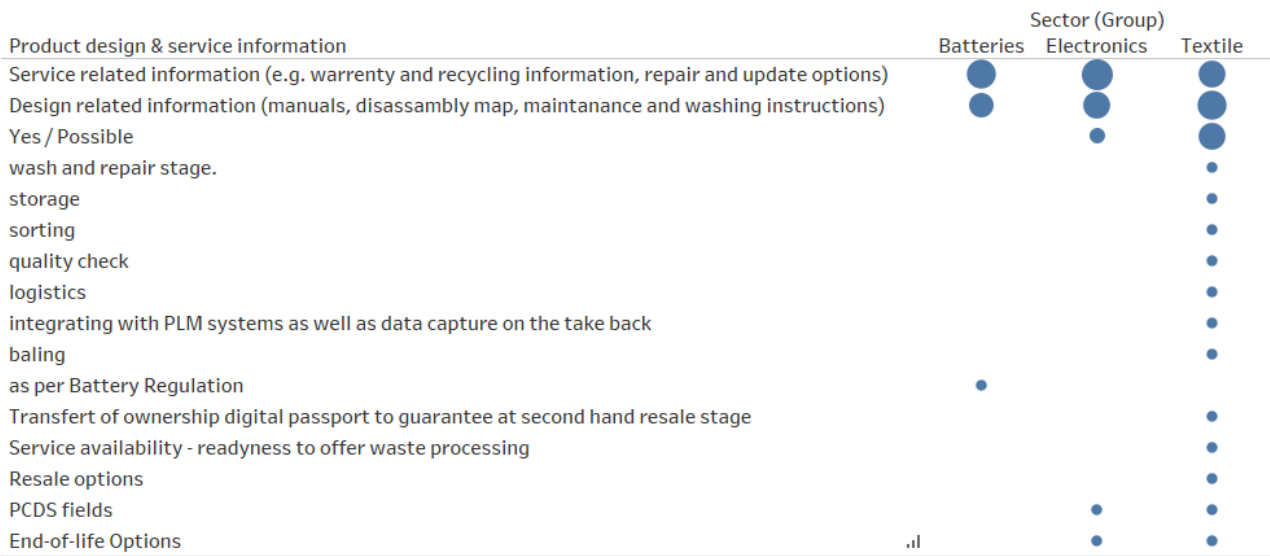 Sector (Group)
Product design & service information Batteries Electronics Textile
Service related information (e.g. warrenty and recycling information, repair and update options)
Design related information (manuals, disassambly map, maintanance and washing instructions)
Yes / Possible
wash and repair stage.
storage
sorting
quality check
logistics
integrating with PLM systems as well as data capture on the take back
baling
as per Battery Regulation
Transfert of ownership digital passport to guarantee at second hand resale stage
Service availability - readyness to offer waste processing
Resale options
PCDS fields
End-of-life Options